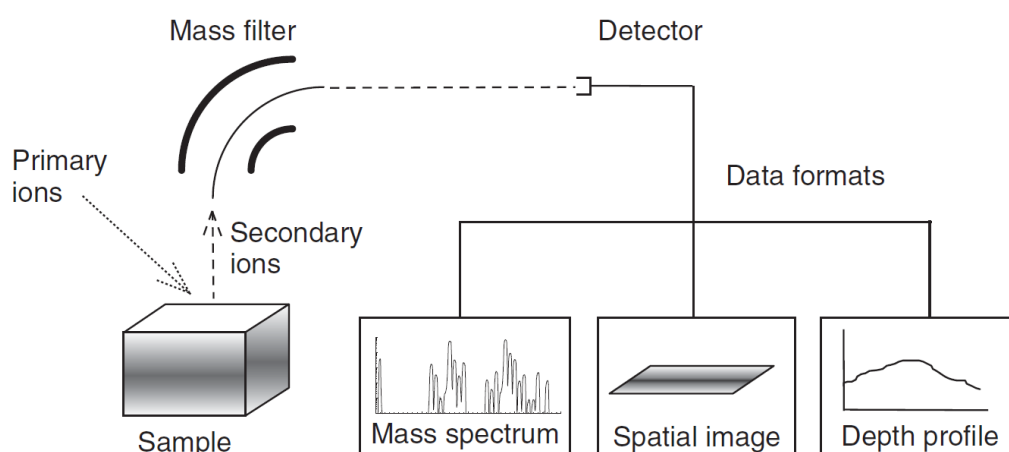 Mass filter
Detector
Primary
ions
Data formats
Secondary
ions
Sample
Mass spectrum
Spatial image
Depth profile